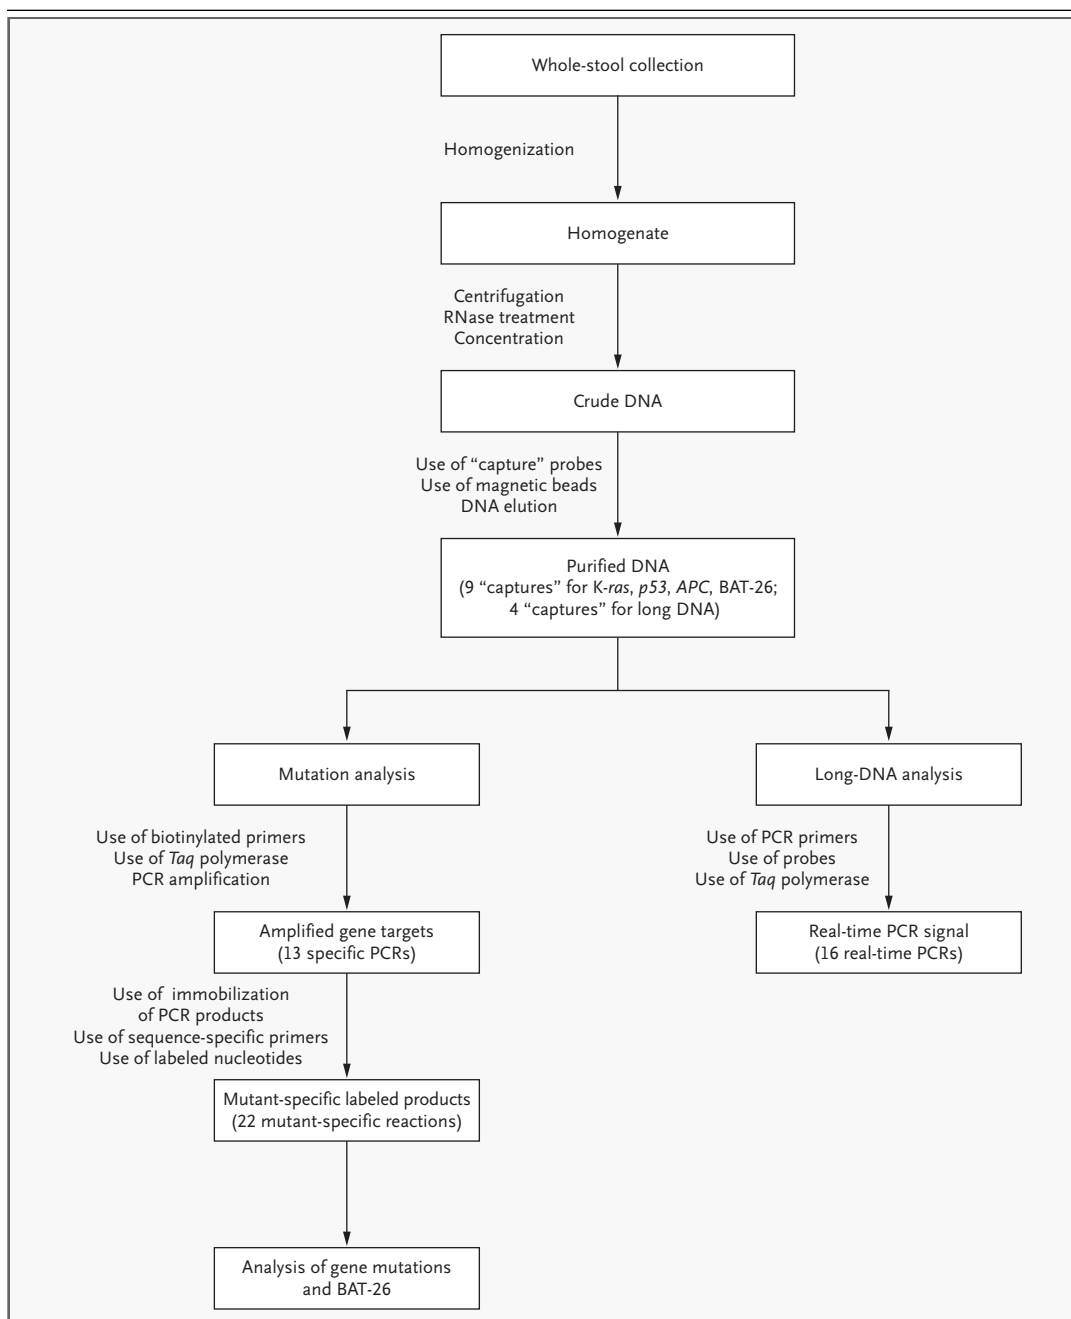 Whole-stool collection
Homogenization
Homogenate
Centrifugation
RNase treatment
Concentration
Crude DNA
Use of “capture” probes
Use of magnetic beads
DNA elution
Purified DNA
(9 “captures” for K-ras, p53, APC, BAT-26;
4 “captures” for long DNA)
Mutation analysis
Use of biotinylated primers
Use of Taq polymerase
PCR amplification
Amplified gene targets
(13 specific PCRs)
Use of immobilization
of PCR products
Use of sequence-specific primers
Use of labeled nucleotides
Mutant-specific labeled products
(22 mutant-specific reactions)
Analysis of gene mutations
and BAT-26
Long-DNA analysis
Use of PCR primers
Use of probes
Use of Taq polymerase
Real-time PCR signal
(16 real-time PCRs)